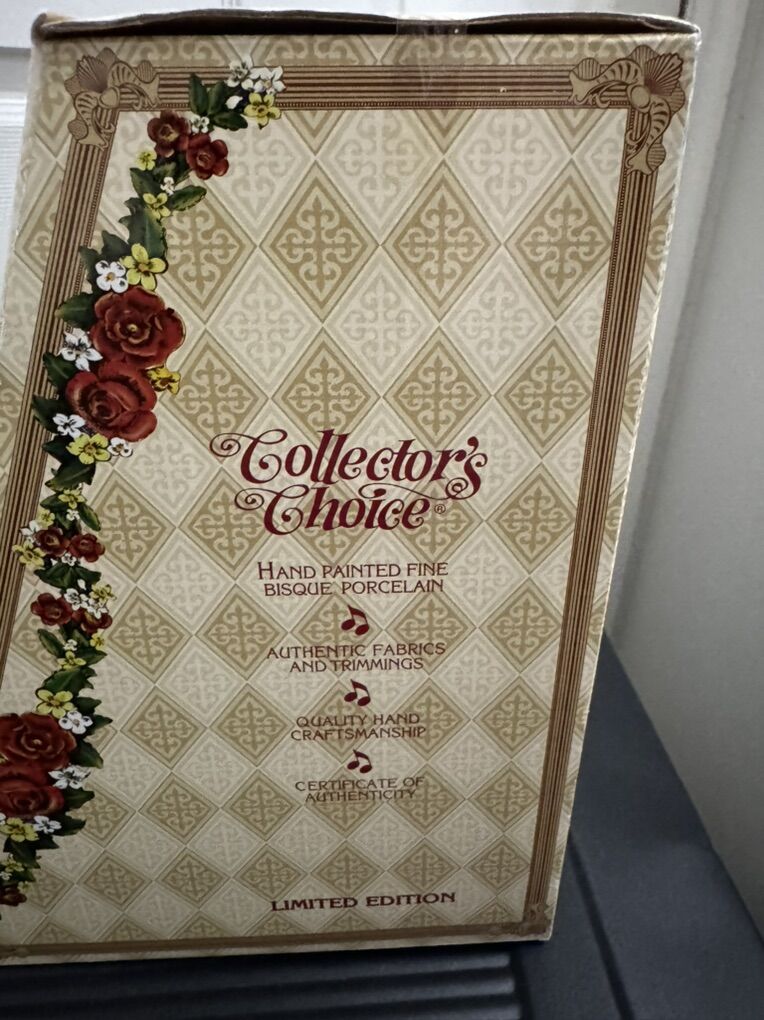 Collector's
Choice®
HAND PAINTED FINE
BISQUE PORCELAIN
AUTHENTIC FABRICS
AND TRIMMINGS
QUALITY HAND
CRAFTSMANSHIP
CERTIFICATE OF
AUTHENTICITY
LIMITED EDITION